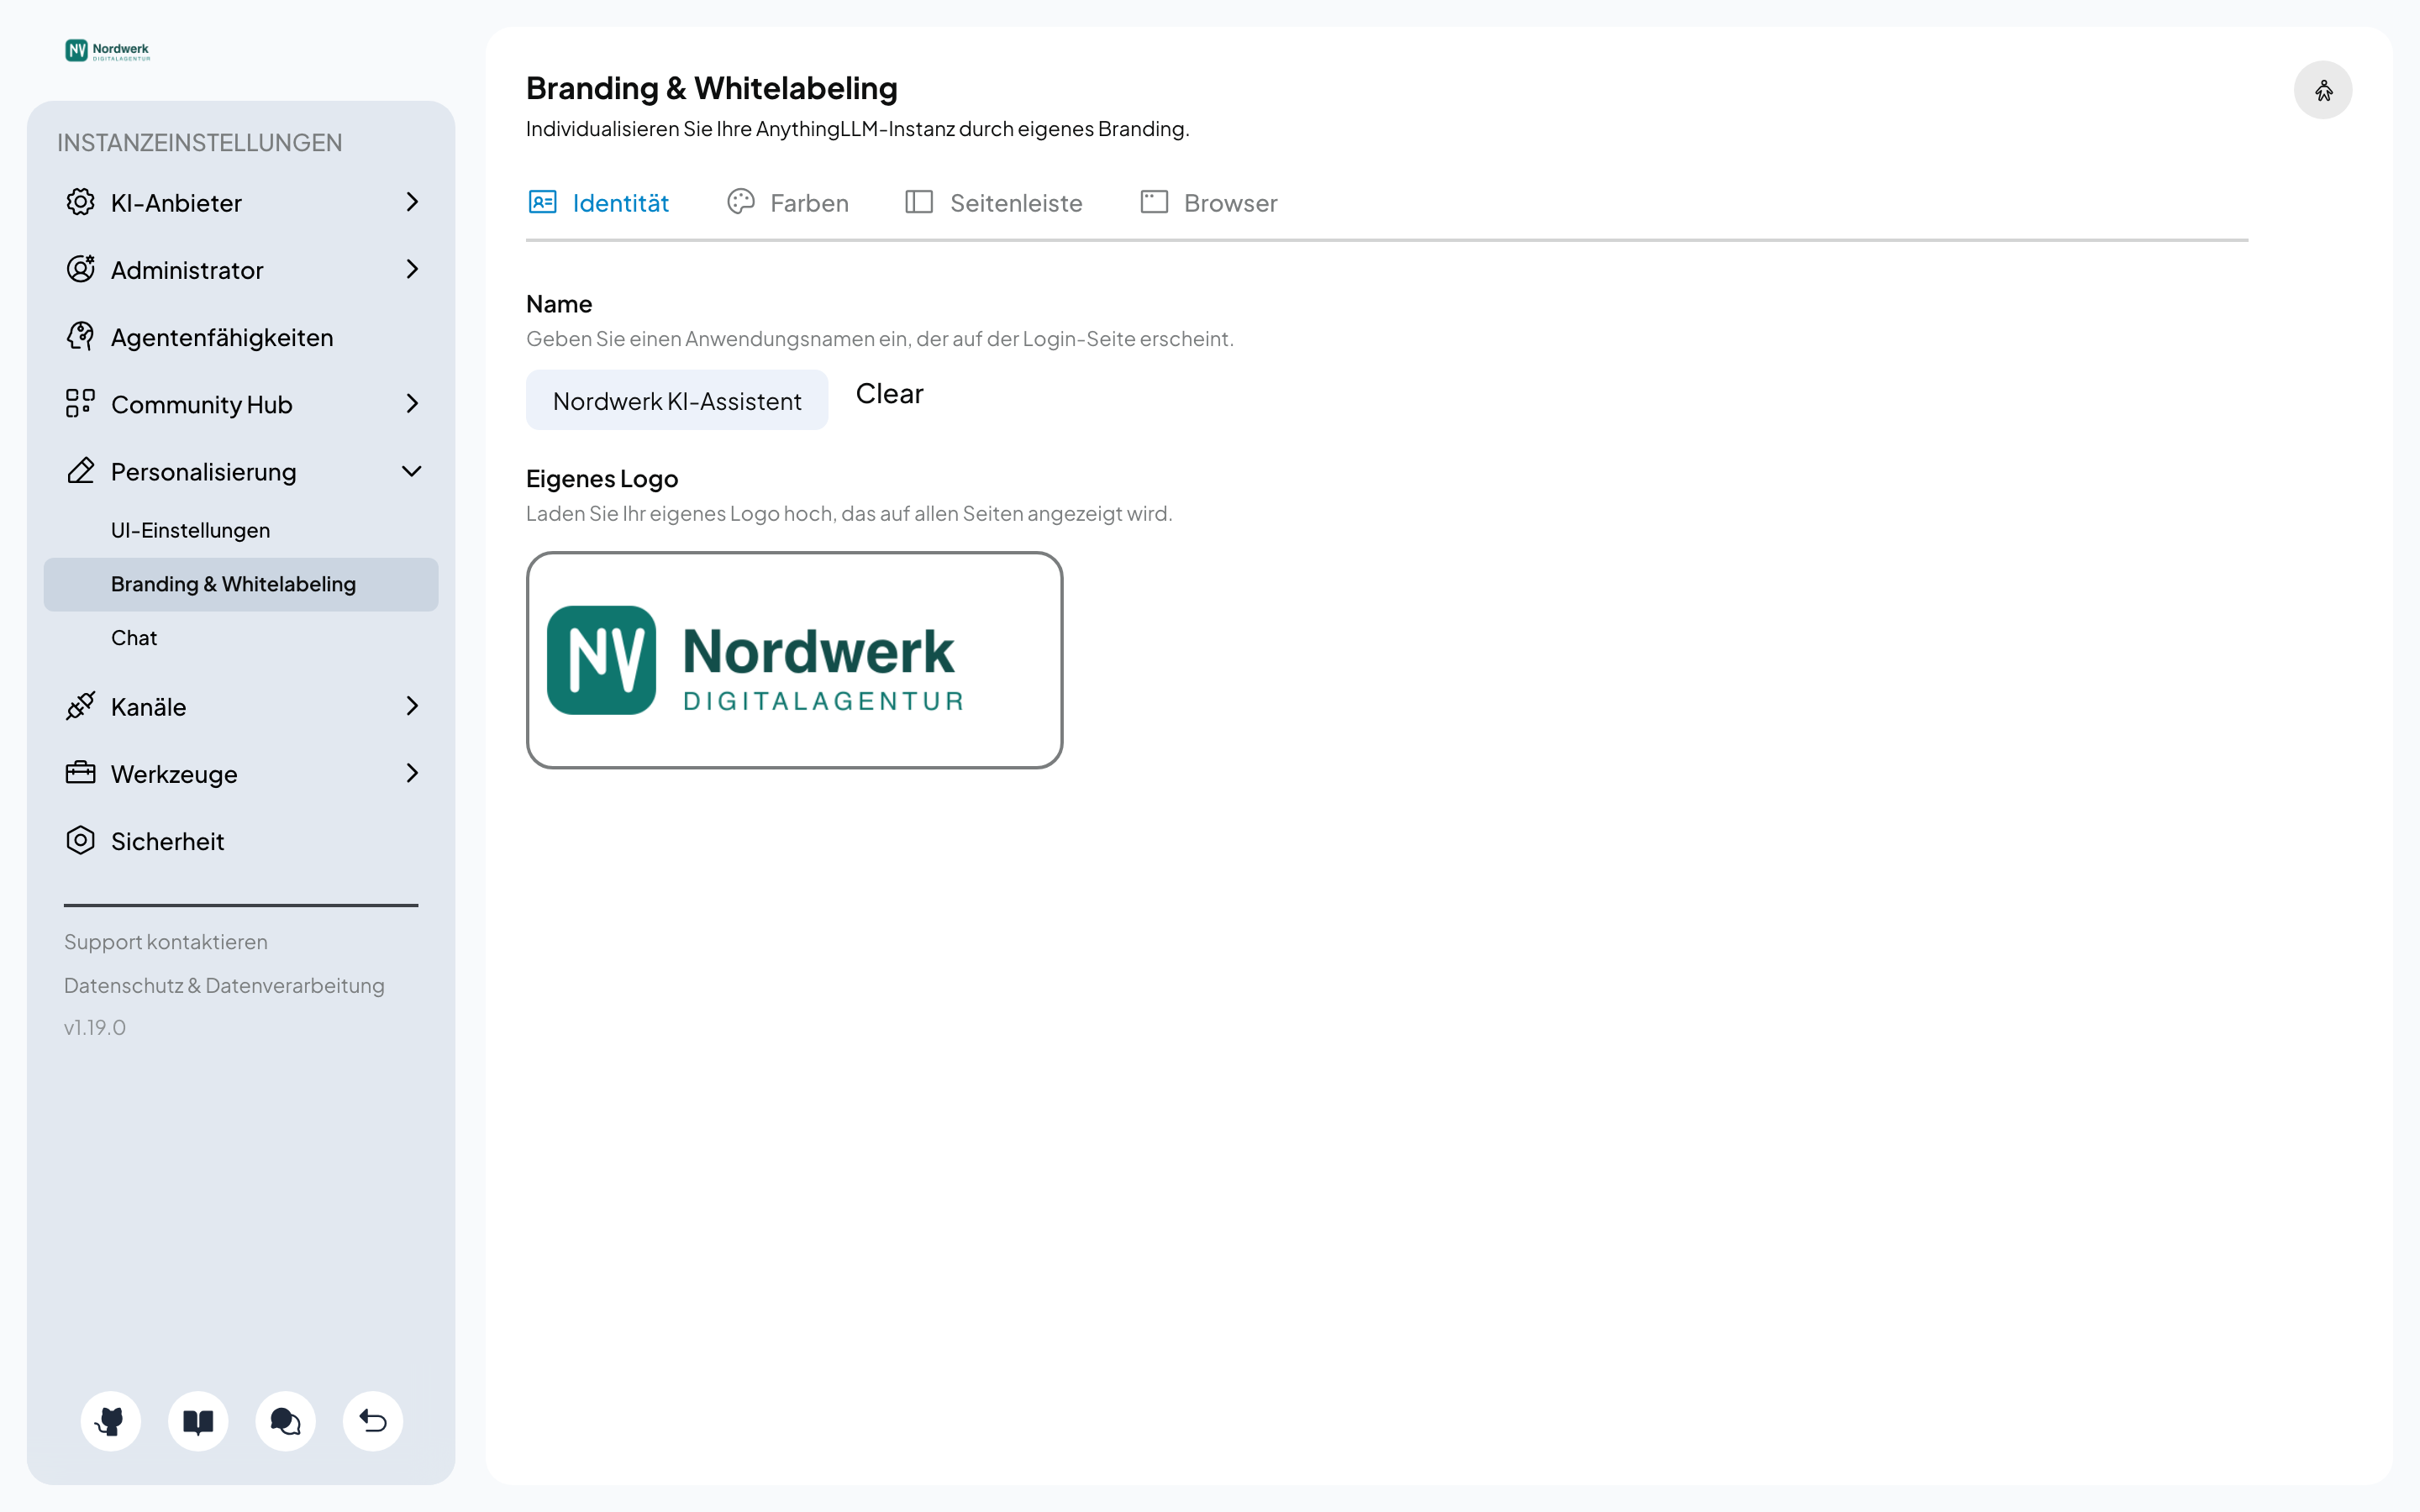 NW Nordwerk
DIGITALAGENTUR
INSTANZEINSTELLUNGEN
KI-Anbieter
Administrator
Agentenfähigkeiten
Community Hub
Personalisierung
UI-Einstellungen
Branding & Whitelabeling
Chat
Kanäle
Werkzeuge
Sicherheit
Support kontaktieren
Datenschutz & Datenverarbeitung
v1.19.0
Branding & Whitelabeling
Individualisieren Sie Ihre AnythingLLM-Instanz durch eigenes Branding.
Identität Farben Seitenleiste Browser
Name
Geben Sie einen Anwendungsnamen ein, der auf der Login-Seite erscheint.
Nordwerk KI-Assistent Clear
Eigenes Logo
Laden Sie Ihr eigenes Logo hoch, das auf allen Seiten angezeigt wird.
NV Nordwerk
DIGITALAGENTUR